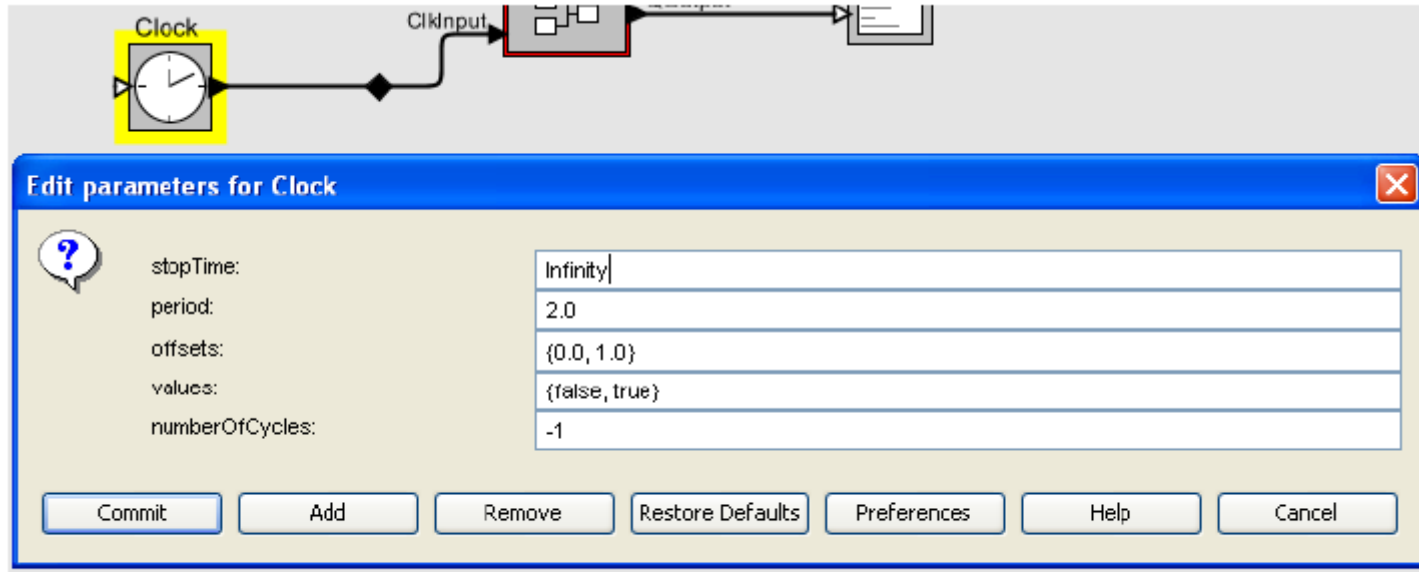 Clock
ClkInput
Edit parameters for Clock
stopTime: Infinity
period: 2.0
offsets: {0.0, 1.0}
values: {false, true}
numberOfCycles: -1
Commit Add Remove Restore Defaults Preferences Help Cancel